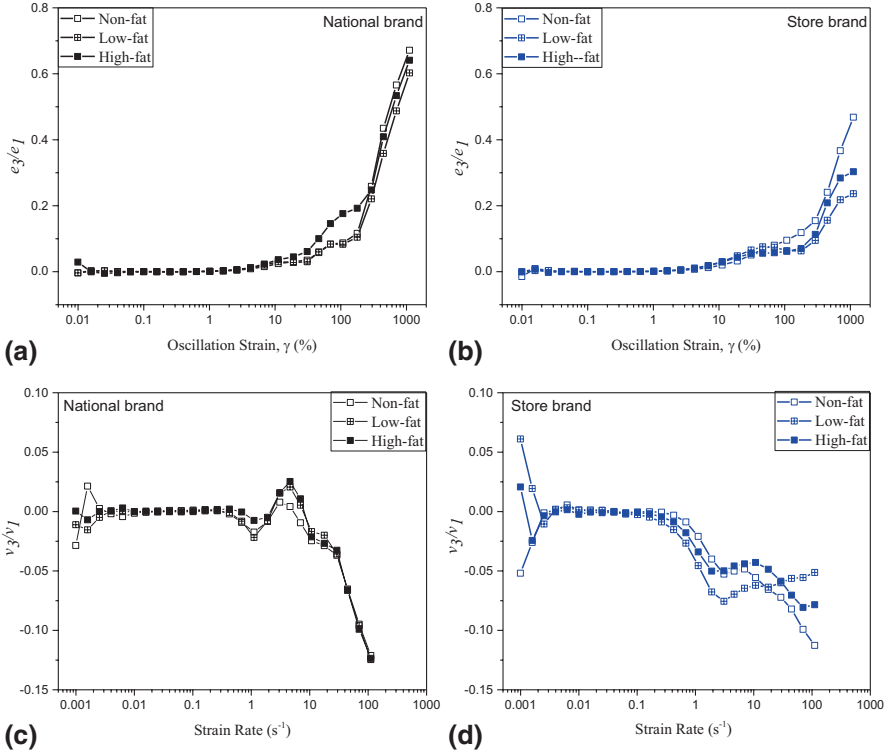 National brand
Non-fat
Low-fat
High-fat
0.8
0.6
0.4
0.2
0.0
e3/e1
0.01
0.1
1
10
100
1000
Oscillation Strain, γ (%)
(a)
Store brand
Non-fat
Low-fat
High--fat
0.8
0.6
0.4
0.2
0.0
e3/e1
0.01
0.1
1
10
100
1000
Oscillation Strain, γ (%)
(b)
National brand
Non-fat
Low-fat
High-fat
0.10
0.05
0.00
-0.05
-0.10
-0.15
v3/v1
0.001
0.01
0.1
1
10
100
1000
Strain Rate (s-1)
(c)
Store brand
Non-fat
Low-fat
High-fat
0.10
0.05
0.00
-0.05
-0.10
-0.15
v3/v1
0.001
0.01
0.1
1
10
100
1000
Strain Rate (s-1)
(d)